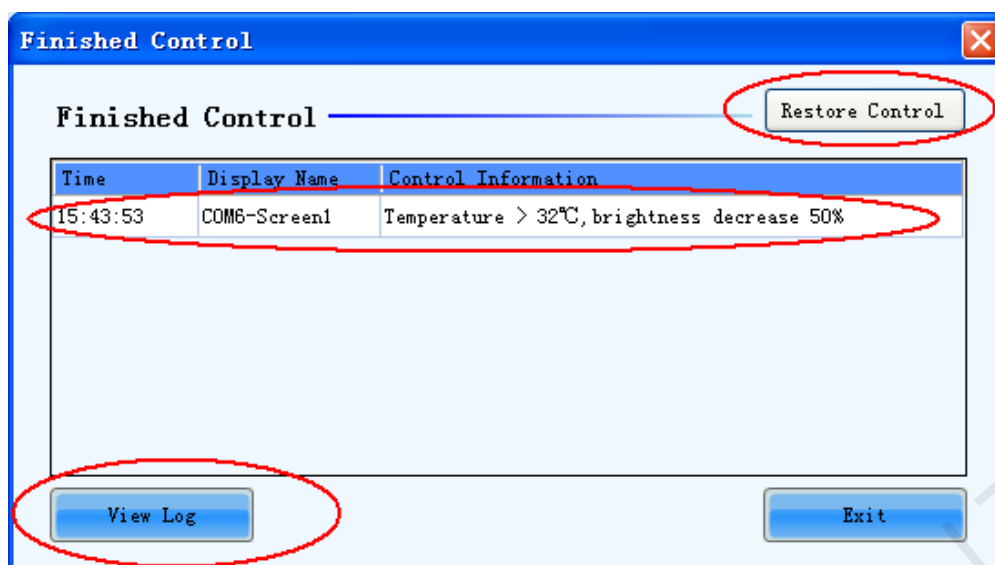 Finished Control
Finished Control
Restore Control
Time Display Name Control Information
15:43:53 COM6-Screen1 Temperature > 32℃, brightness decrease 50%
View Log Exit